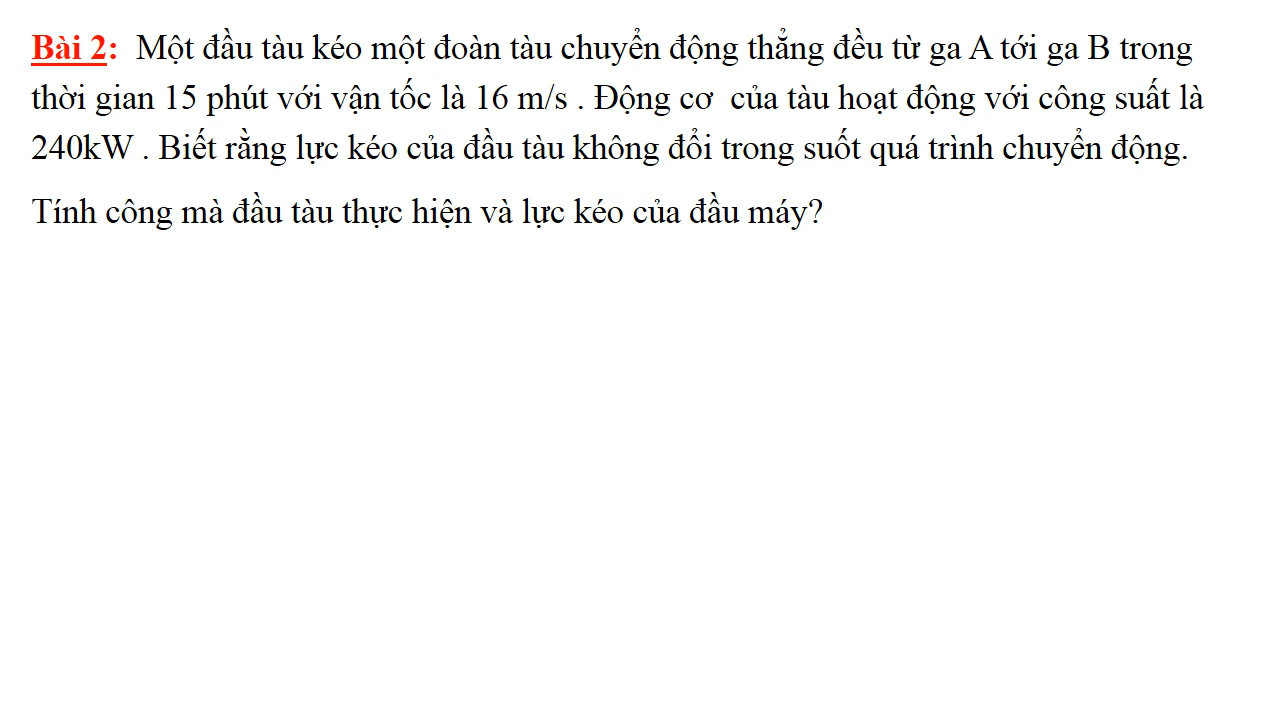 Bài 2: Một đầu tàu kéo một đoàn tàu chuyển động thẳng đều từ ga A tới ga B trong
thời gian 15 phút với vận tốc là 16 m/s . Động cơ của tàu hoạt động với công suất là
240kW . Biết rằng lực kéo của đầu tàu không đổi trong suốt quá trình chuyển động.
Tính công mà đầu tàu thực hiện và lực kéo của đầu máy?